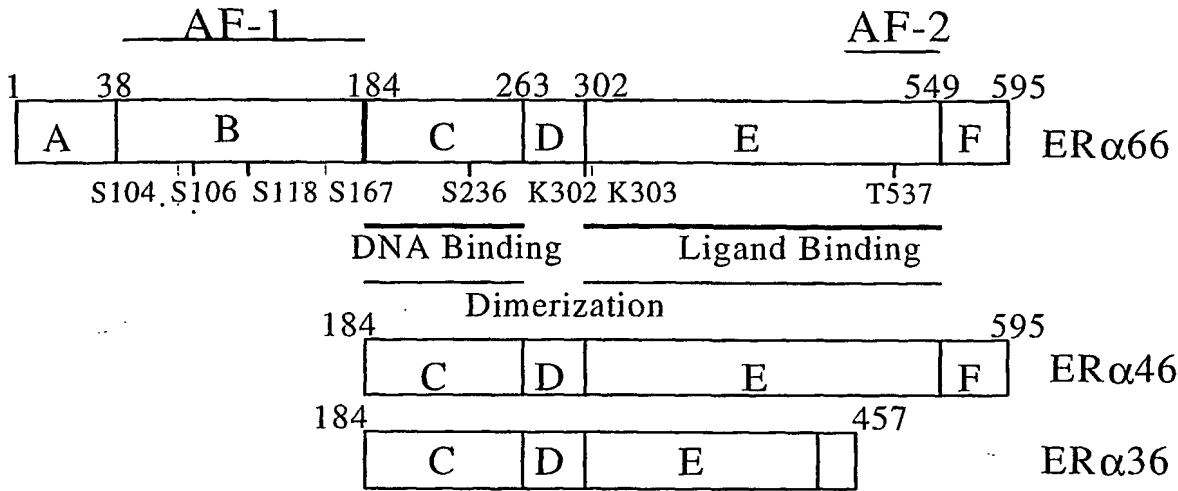 AF-1 AF-2
1 38 184 263 302 549 595
A B C D E F ERα66
S104 S106 S118 S167 S236 K302 K303 T537
DNA Binding Ligand Binding
Dimerization
184 595
C D E F ERα46
184 457
C D E ERα36